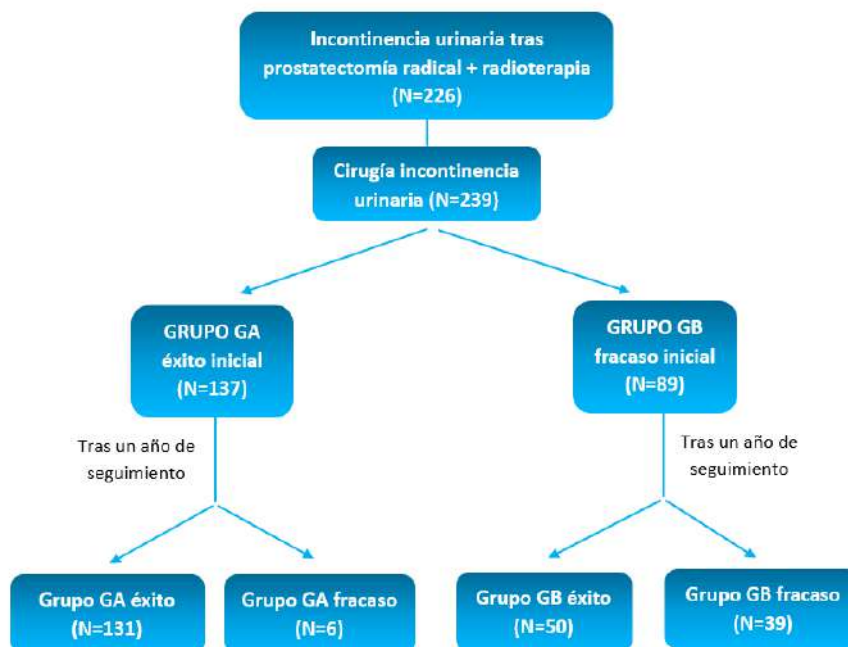 Incontinencia urinaria tras
prostatectomía radical + radioterapia
(N=226)
Cirugía incontinencia
urinaria (N=239)
GRUPO GA
éxito inicial
(N=137)
GRUPO GB
fracaso inicial
(N=89)
Tras un año de
seguimiento
Tras un año de
seguimiento
Grupo GA éxito
(N=131)
Grupo GA fracaso
(N=6)
Grupo GB éxito
(N=50)
Grupo GB fracaso
(N=39)